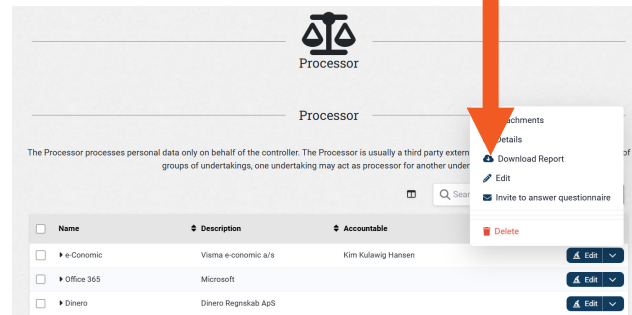 Processor
Processor
The Processor processes personal data only on behalf of the controller. The Processor is usually a third party extern
of
groups of undertakings, one undertaking may act as processor for another under
achments
Details
Download Report
Edit
Invite to answer questionnaire
Delete
Sear
Name Description Accountable
e-Conomic Visma e-conomic a/s Kim Kulawig Hansen Edit
Office 365 Microsoft Edit
Dinero Dinero Regnskab ApS Edit